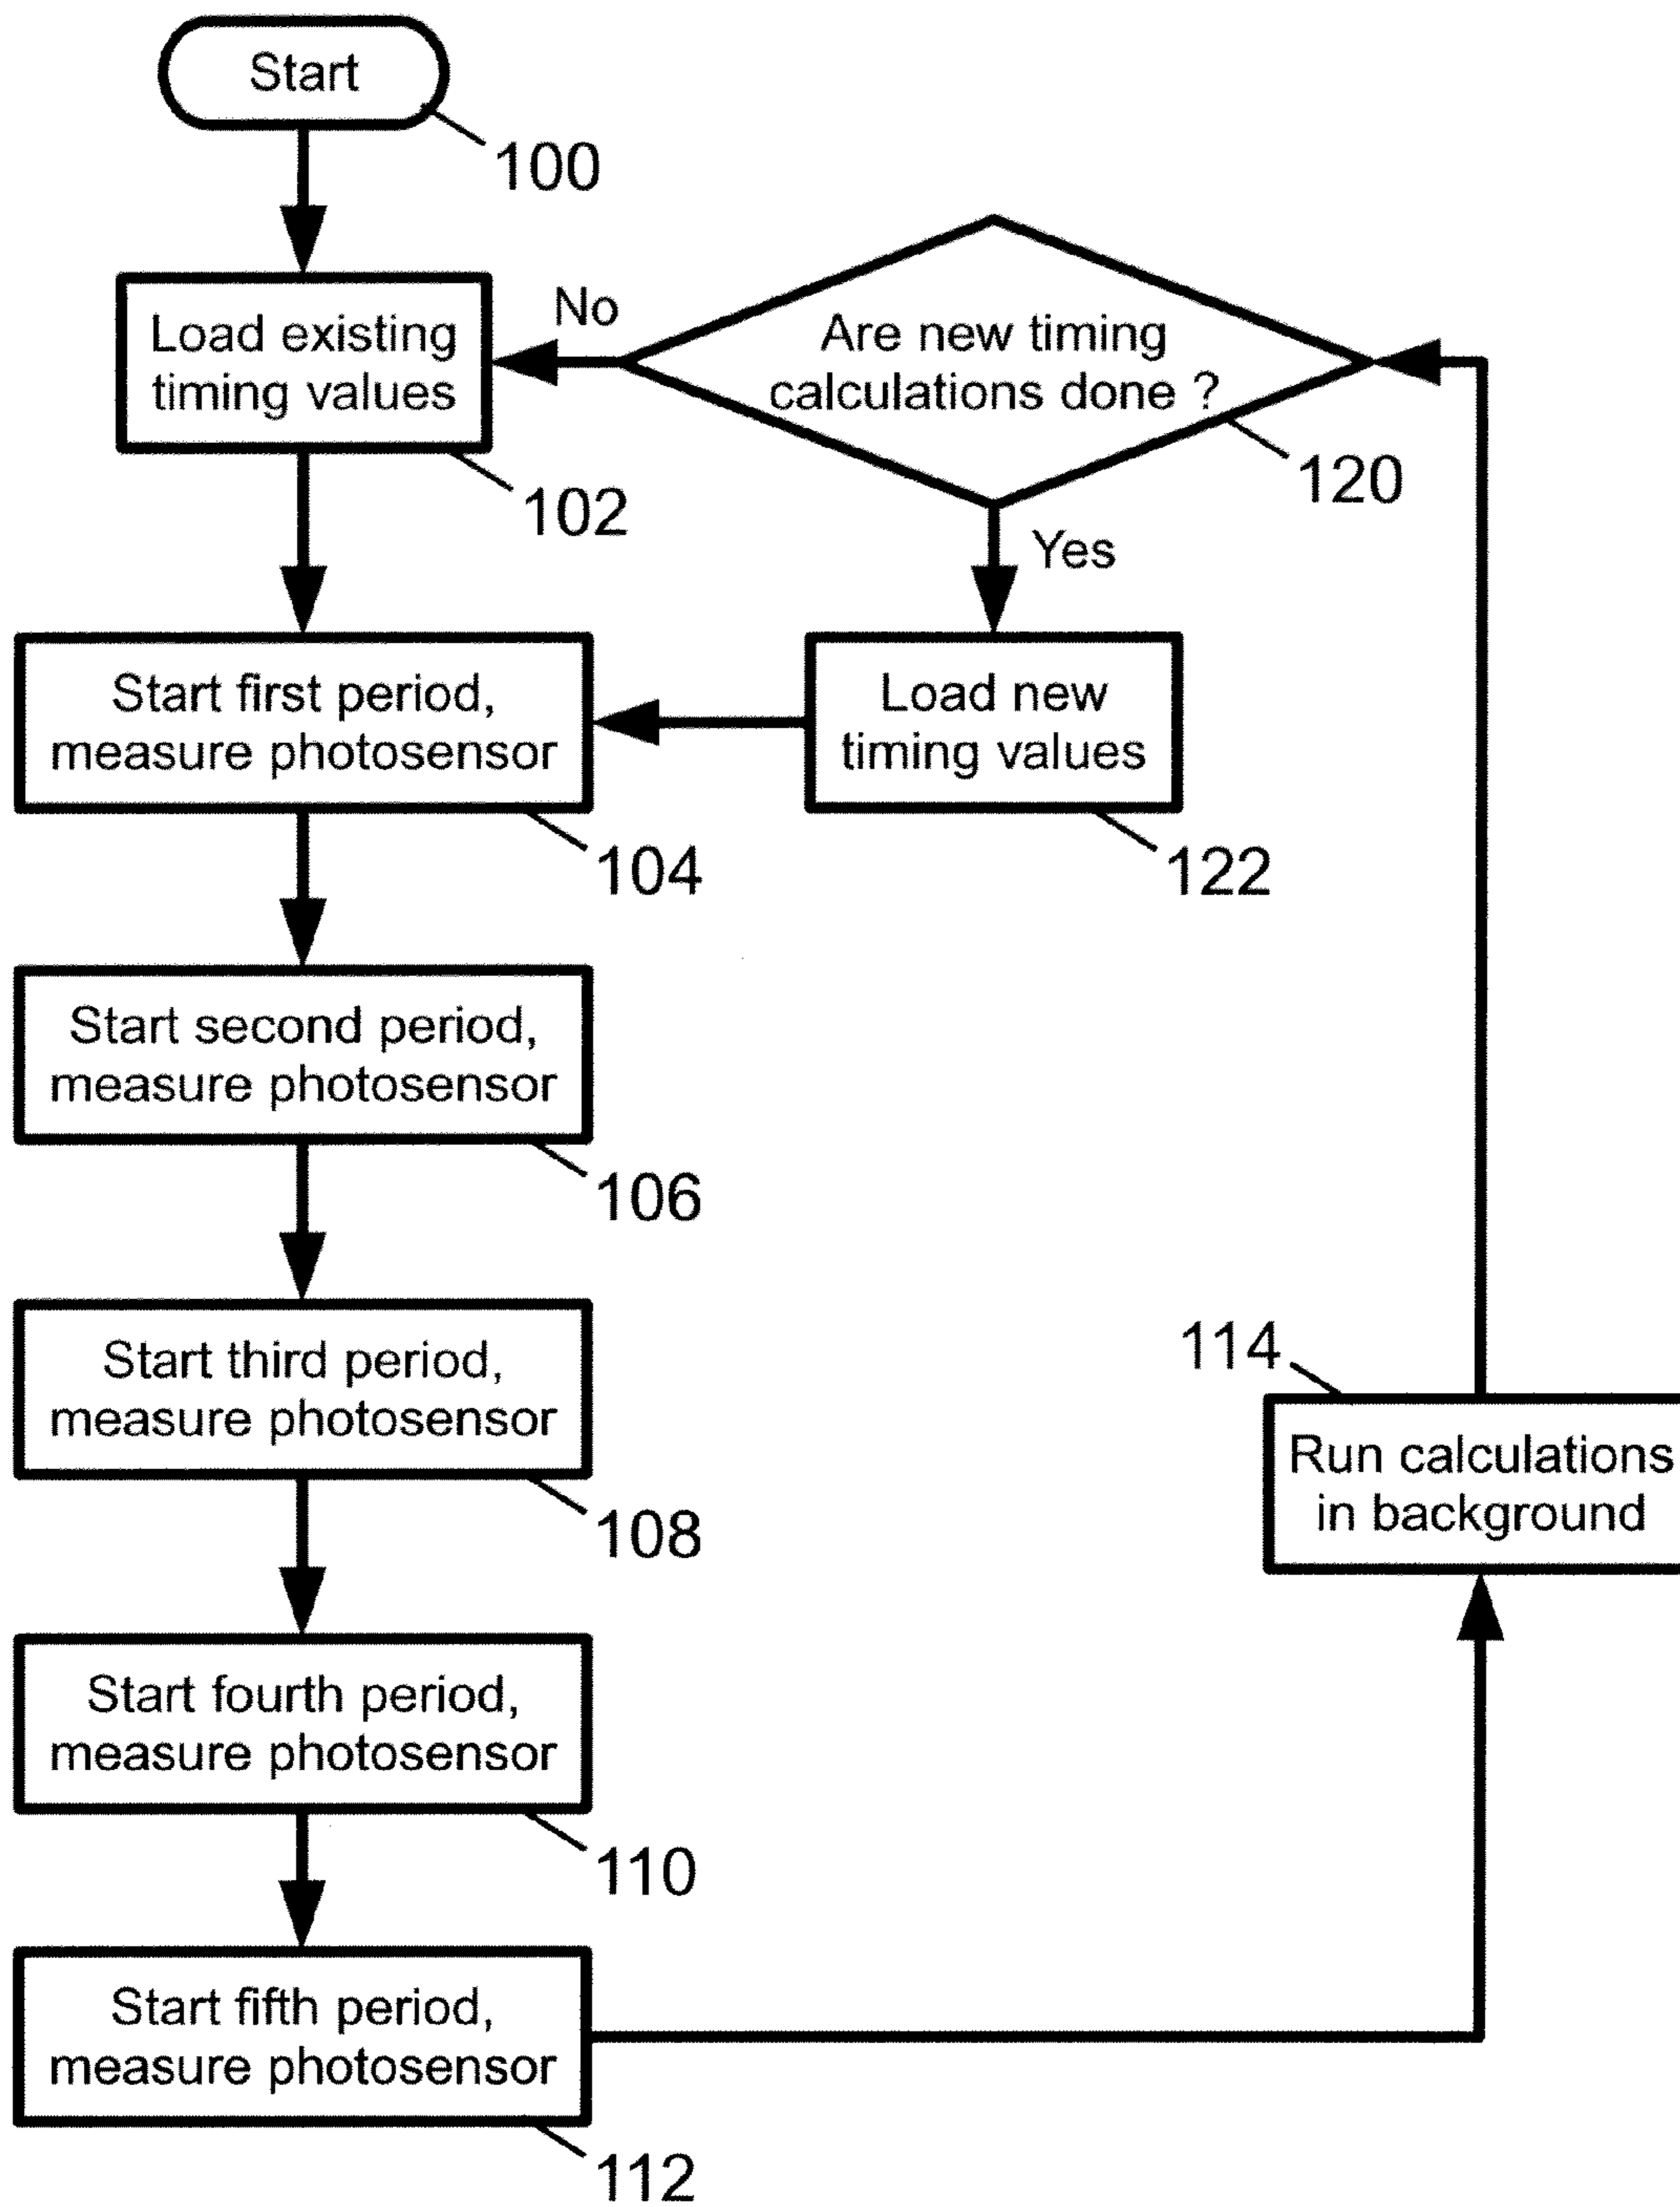 Start
100
Load existing
timing values
102
No
Are new timing
calculations done ?
120
Yes
Start first period,
measure photosensor
104
Load new
timing values
122
Start second period,
measure photosensor
106
Start third period,
measure photosensor
108
114
Run calculations
in background
Start fourth period,
measure photosensor
110
Start fifth period,
measure photosensor
112